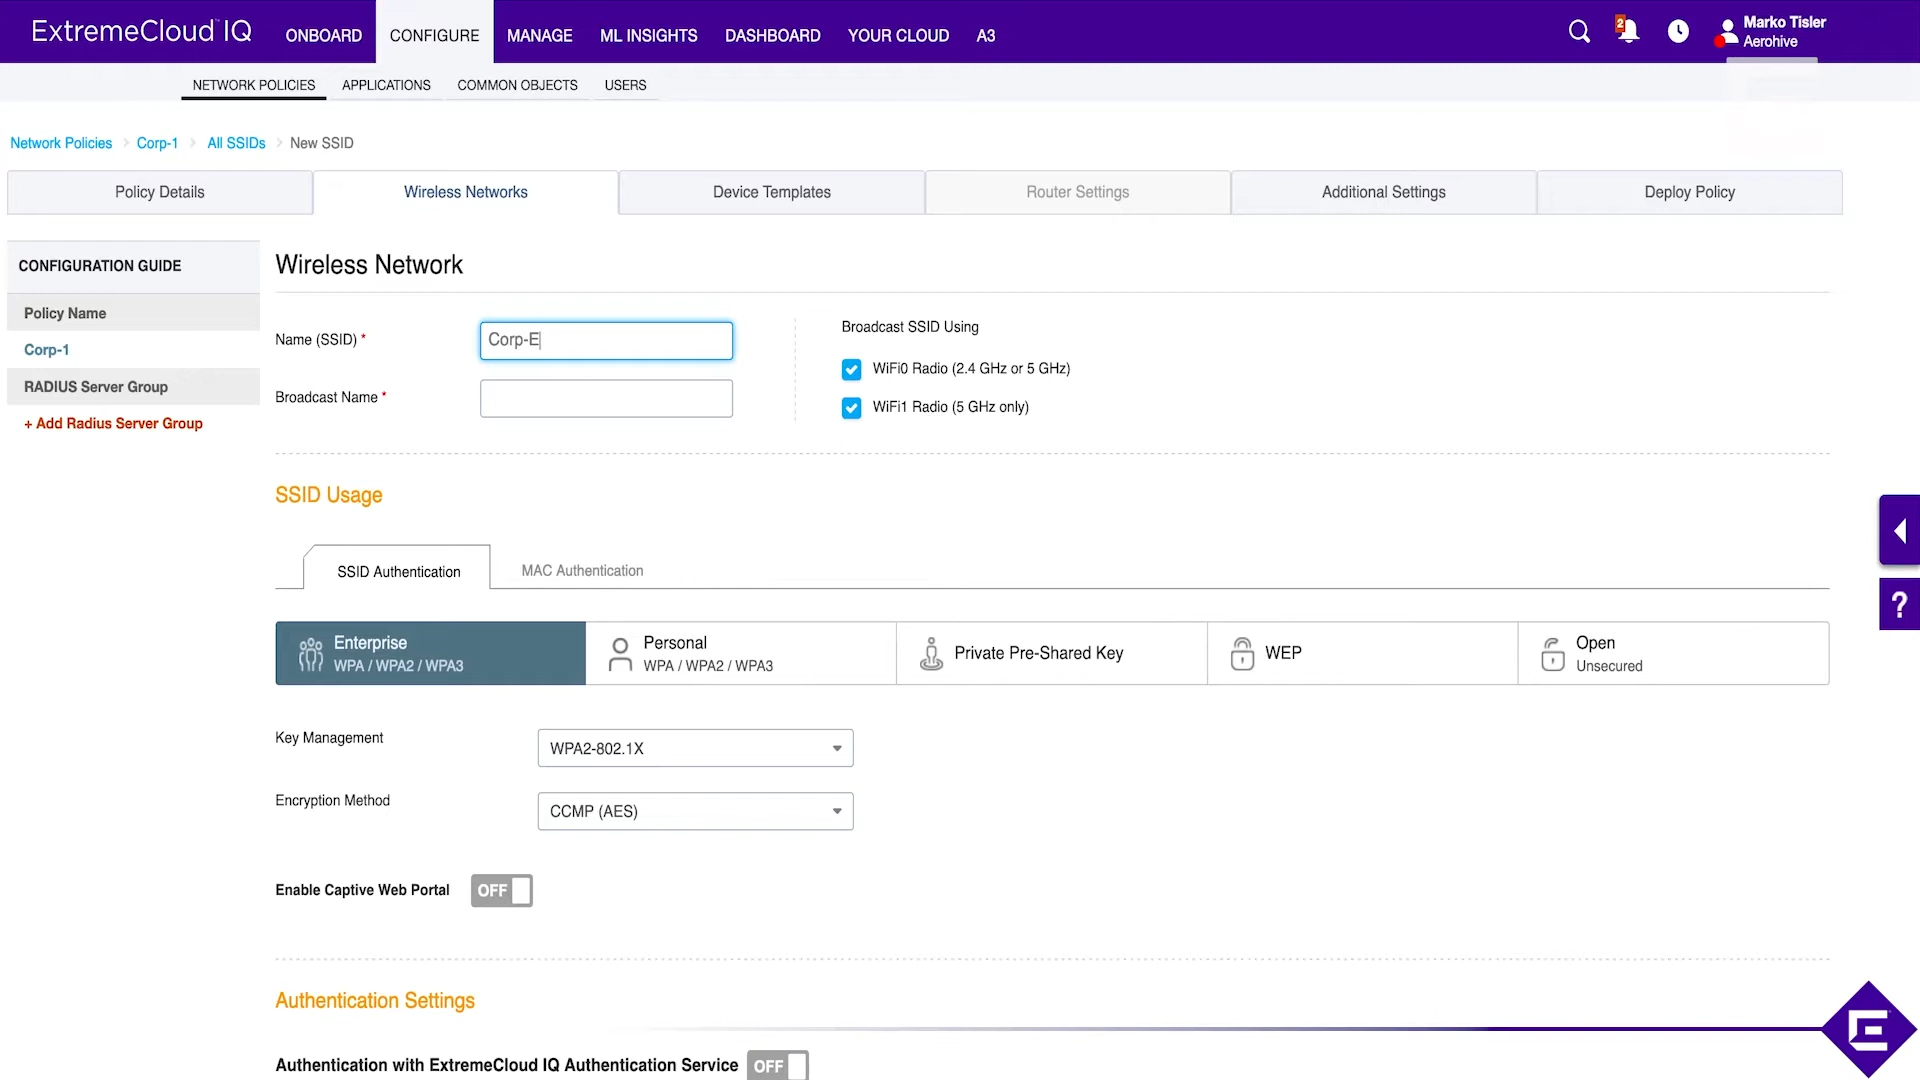 ExtremeCloud IQ
ONBOARD
CONFIGURE
MANAGE
ML INSIGHTS
DASHBOARD
YOUR CLOUD
A3
2
Marko Tisler
Aerohive
NETWORK POLICIES
APPLICATIONS
COMMON OBJECTS
USERS
Network Policies > Corp-1 > All SSIDs > New SSID
Policy Details
Wireless Networks
Device Templates
Router Settings
Additional Settings
Deploy Policy
CONFIGURATION GUIDE
Policy Name
Corp-1
RADIUS Server Group
+ Add Radius Server Group
Wireless Network
Name (SSID) *
Corp-E
Broadcast Name *
Broadcast SSID Using
WiFi0 Radio (2.4 GHz or 5 GHz)
WiFi1 Radio (5 GHz only)
SSID Usage
SSID Authentication
MAC Authentication
Enterprise
WPA / WPA2 / WPA3
Personal
WPA / WPA2 / WPA3
Private Pre-Shared Key
WEP
Open
Unsecured
Key Management
WPA2-802.1X
Encryption Method
CCMP (AES)
Enable Captive Web Portal
OFF
?
Authentication Settings
Authentication with ExtremeCloud IQ Authentication Service
OFF